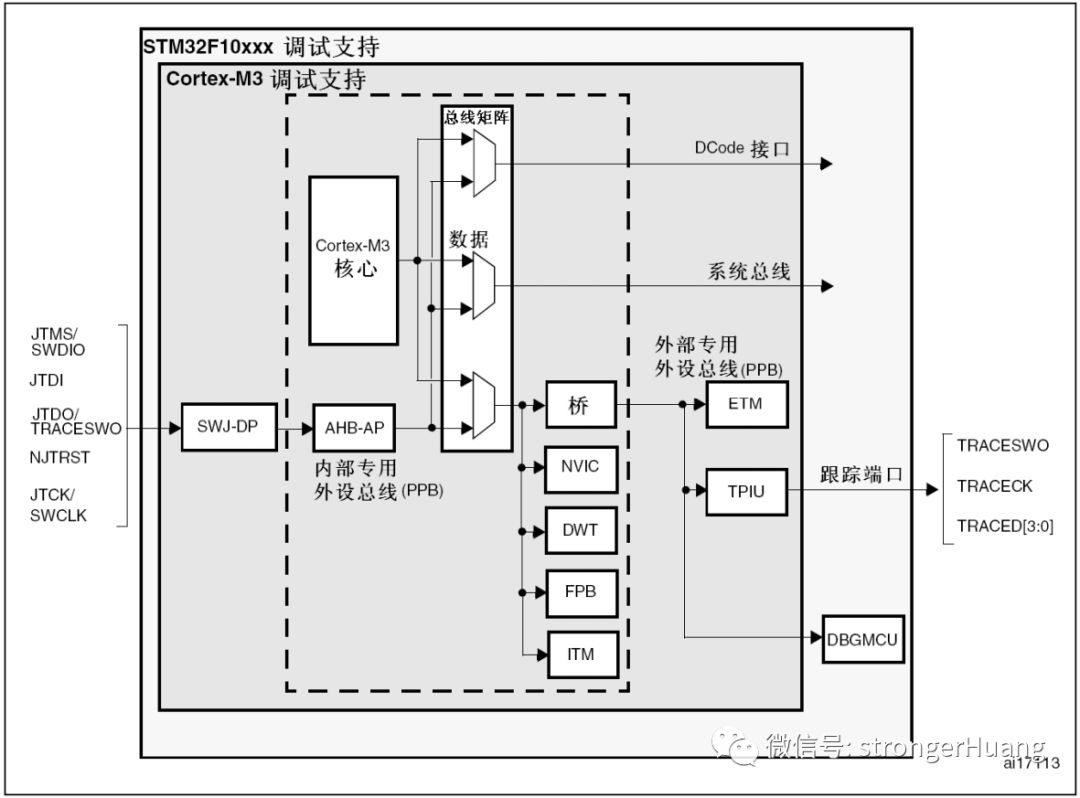 STM32F10xxx 调试支持
Cortex-M3 调试支持
总线矩阵
DCode 接口
Cortex-M3
核心
数据
系统总线
JTMS/
SWDIO
JTDI
JTDO/
TRACESWO
NJTRST
JTCK/
SWCLK
SWJ-DP
AHB-AP
内部专用
外设总线(PPB)
桥
NVIC
DWT
FPB
ITM
外部专用
外设总线(PPB)
ETM
TPIU
跟踪端口
TRACESWO
TRACECK
TRACED[3:0]
DBGMCU
微信号: strongerHuang
ai17113